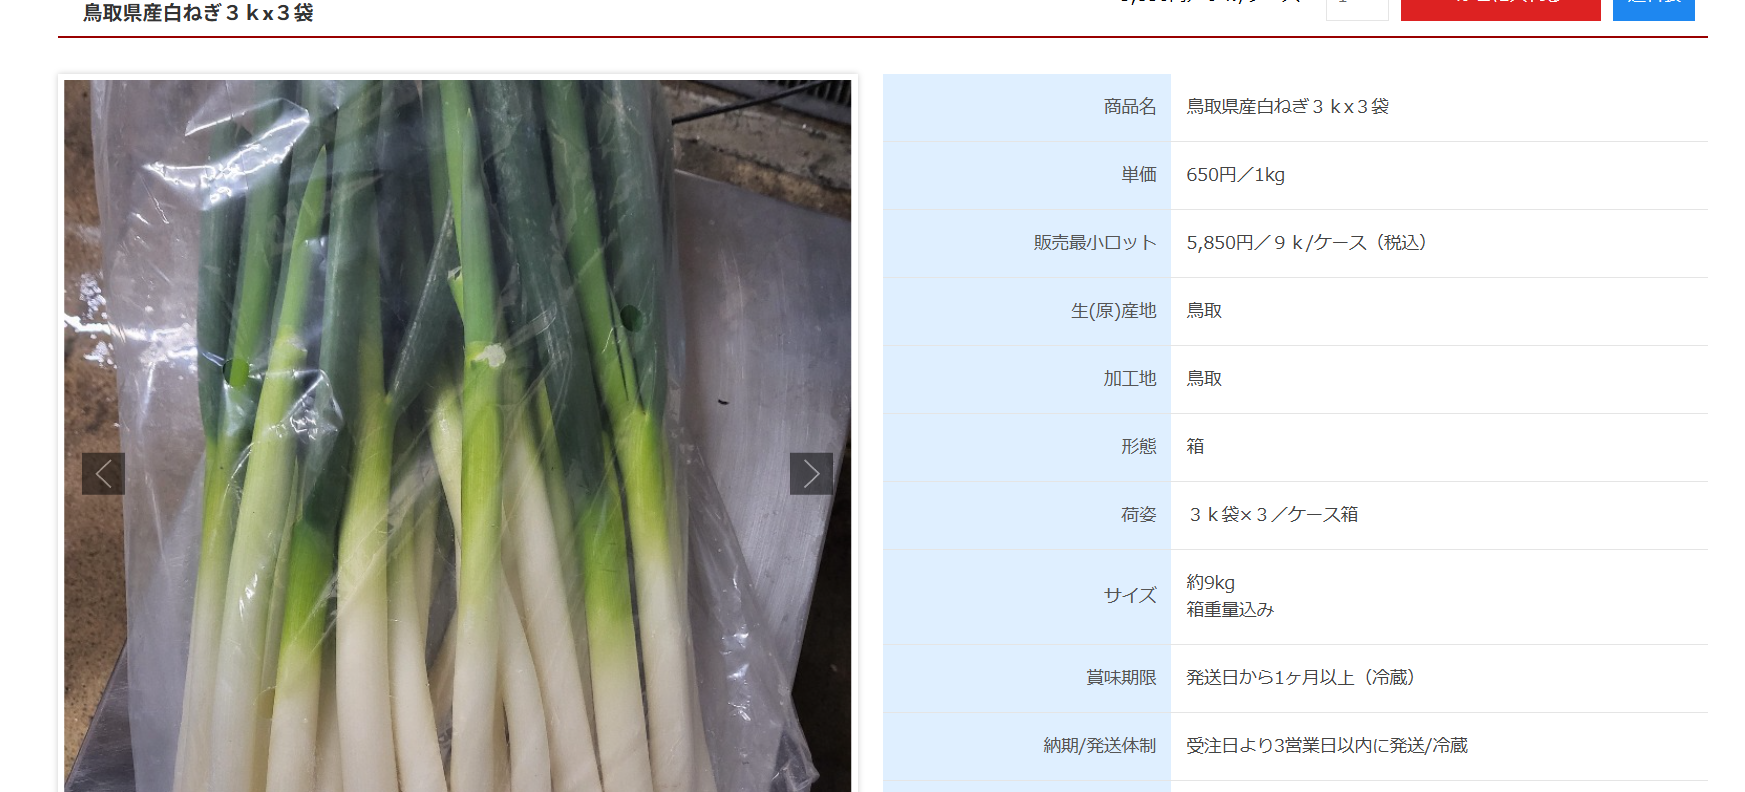 鳥取県産白ねぎ３ｋx３袋
商品名
鳥取県産白ねぎ３ｋx３袋
単価
650円／1kg
販売最小ロット
5,850円／９ｋ/ケース（税込）
生(原)産地
鳥取
加工地
鳥取
形態
箱
荷姿
３ｋ袋×３／ケース箱
サイズ
約9kg
箱重量込み
賞味期限
発送日から1ヶ月以上（冷蔵）
納期/発送体制
受注日より3営業日以内に発送/冷蔵